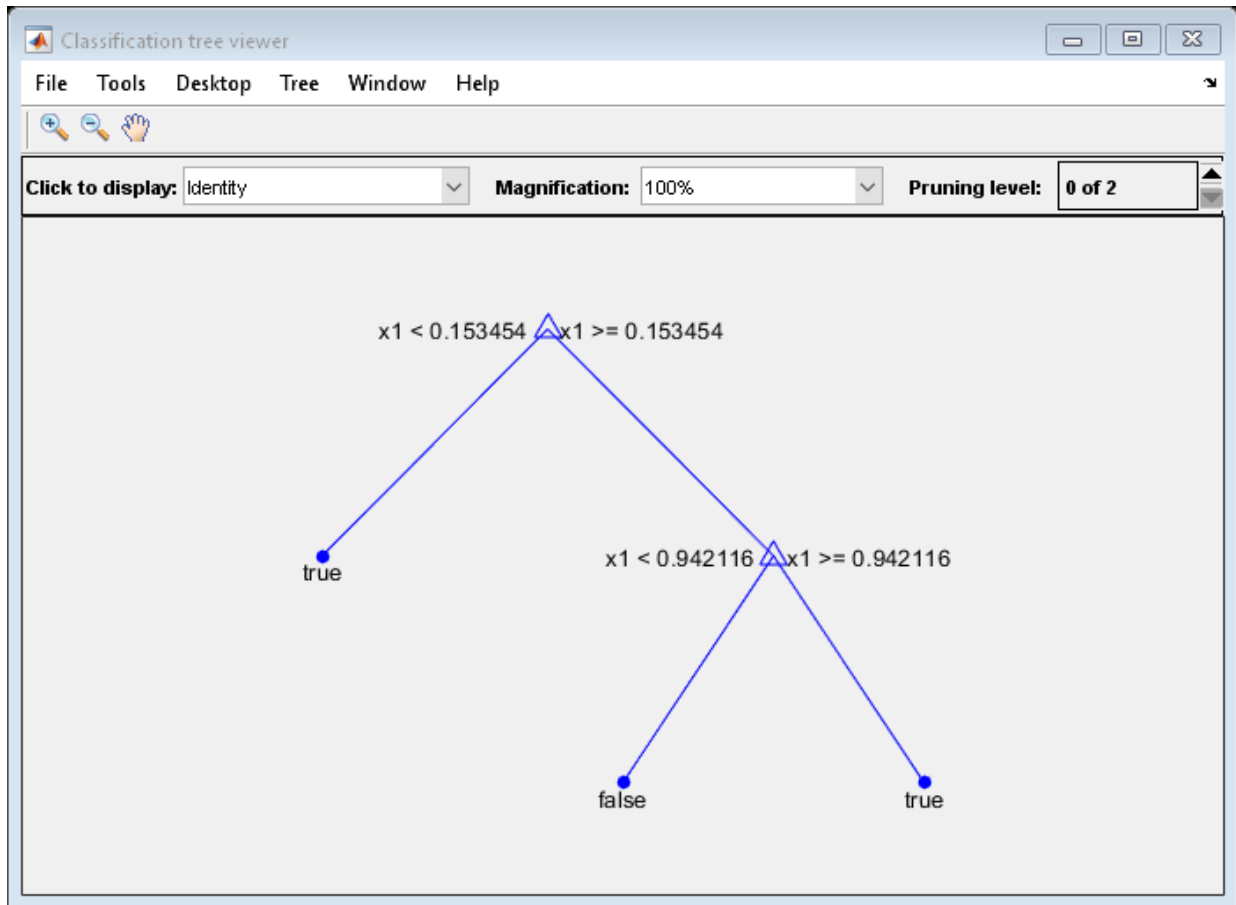 Classification tree viewer
File Tools Desktop Tree Window Help
Click to display: Identity Magnification: 100% Pruning level: 0 of 2
x1 < 0.153454 x1 >= 0.153454
true
x1 < 0.942116 x1 >= 0.942116
false true